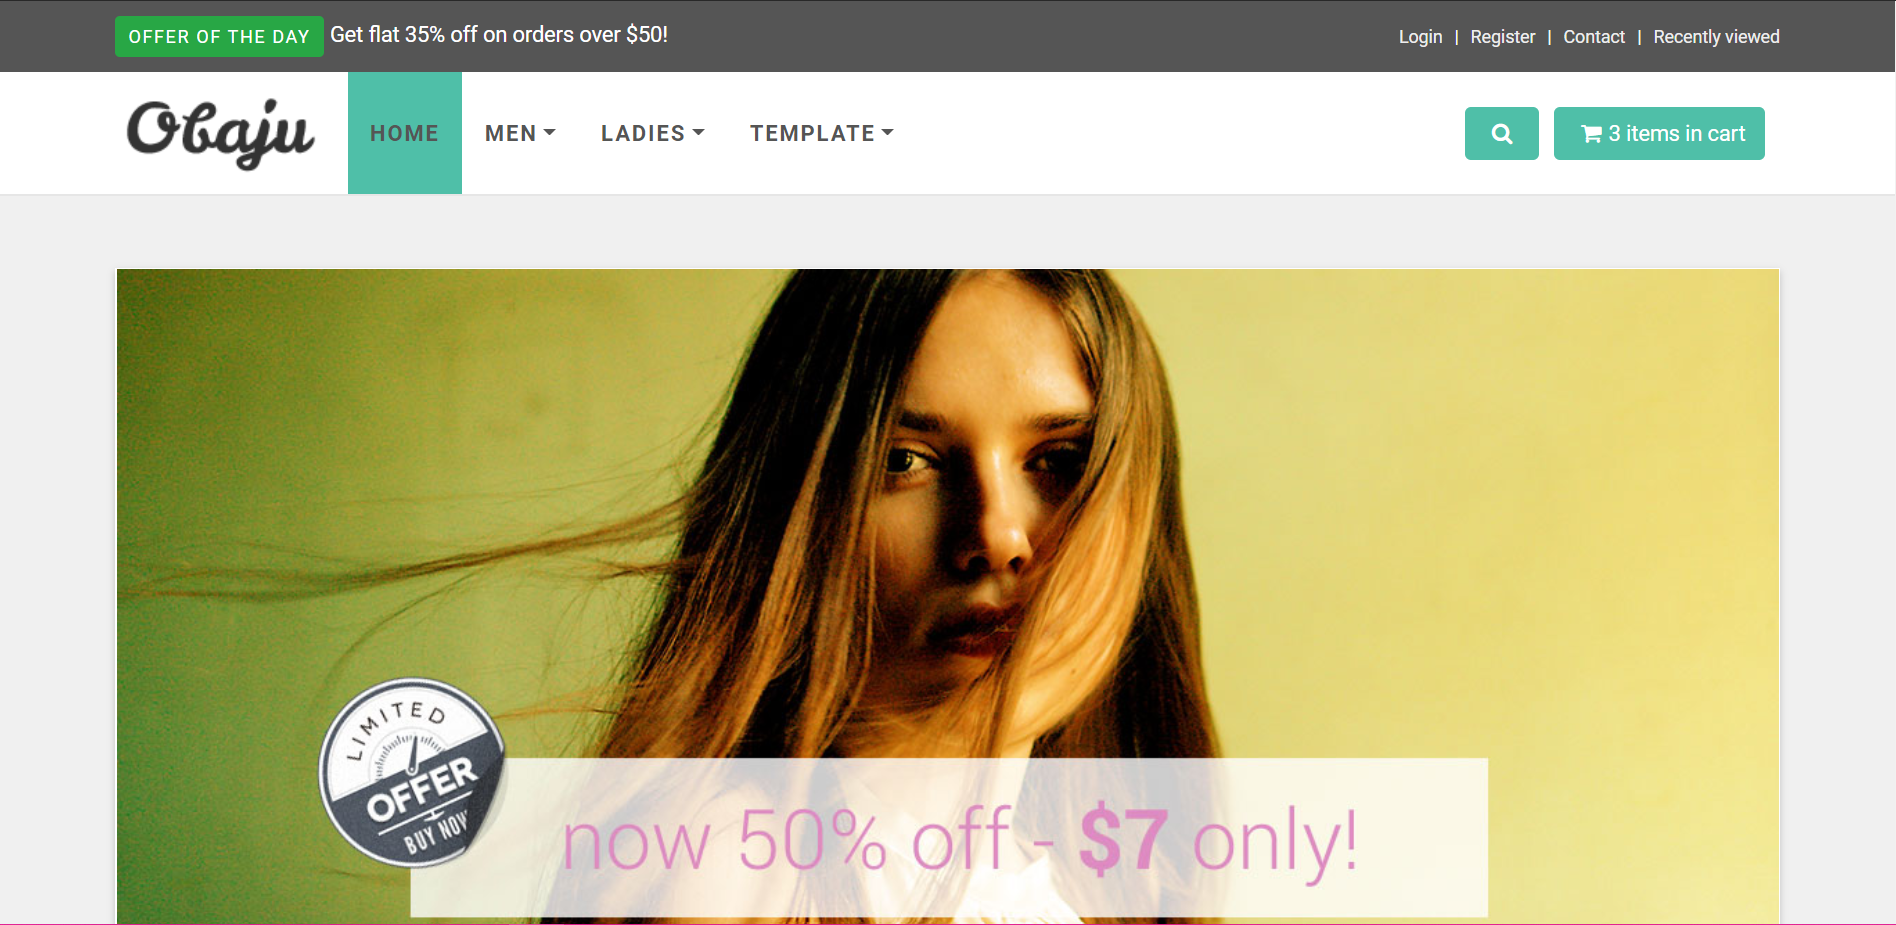 OFFER OF THE DAY Get flat 35% off on orders over $50!
Login | Register | Contact | Recently viewed
Obaju
HOME MEN LADIES TEMPLATE
3 items in cart
LIMITED
OFFER
BUY NOW
now 50% off - $7 only!